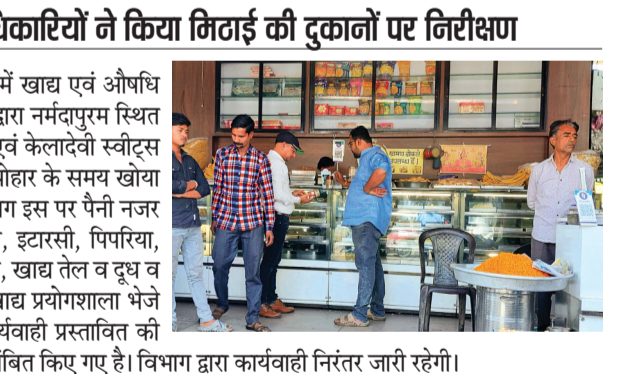 धिकारियों ने किया मिठाई की दुकानों पर निरीक्षण
में खाद्य एवं औषधि
द्वारा नर्मदापुरम स्थित
एवं केलादेवी स्वीट्स
योहार के समय खोया
ाग इस पर पैनी नजर
, इटारसी, पिपरिया,
, खाद्य तेल व दूध व
खाद्य प्रयोगशाला भेजे
र्यवाही प्रस्तावित की
ंबित किए गए है। विभाग द्वारा कार्यवाही निरंतर जारी रहेगी।